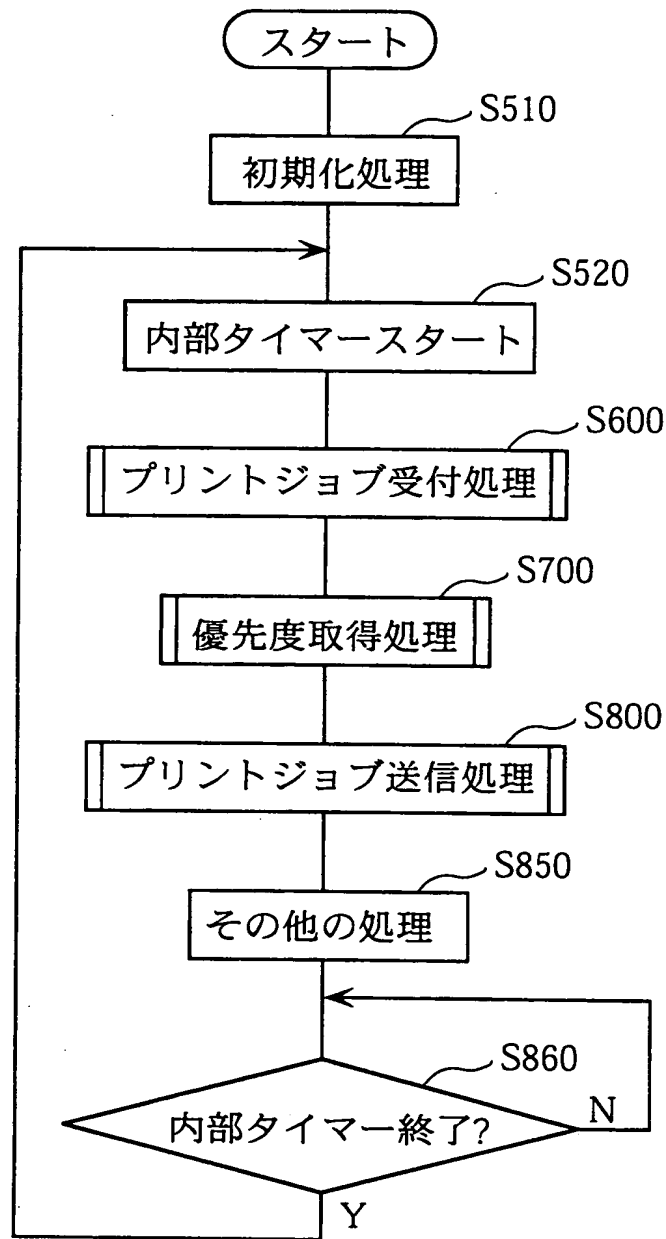 スタート
S510
初期化処理
S520
内部タイマースタート
S600
プリントジョブ受付処理
S700
優先度取得処理
S800
プリントジョブ送信処理
S850
その他の処理
S860
内部タイマー終了?
N
Y